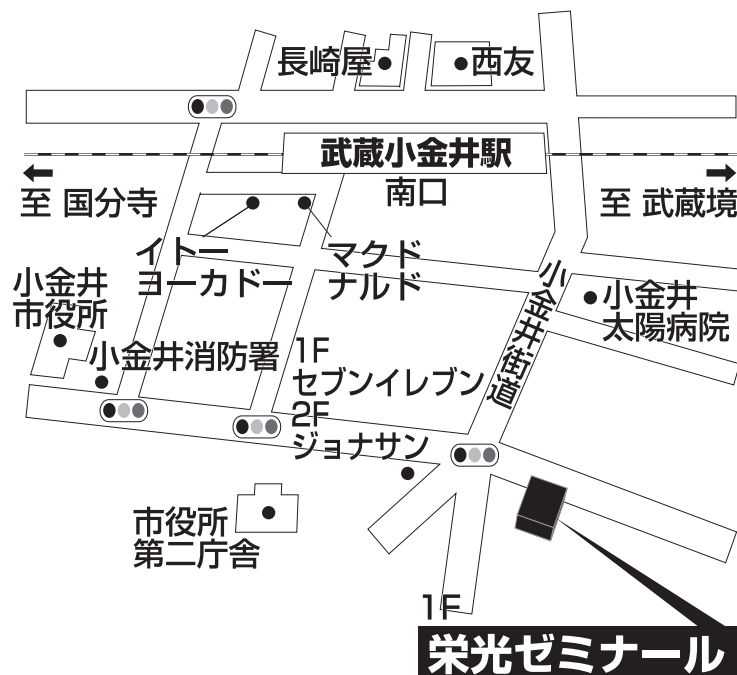 長崎屋
西友
武蔵小金井駅
南口
至 国分寺
至 武蔵境
イトー
ヨーカドー
マクド
ナルド
小金井
市役所
小金井消防署
小金井街道
小金井
太陽病院
1F
セブンイレブン
2F
ジョナサン
市役所
第二庁舎
1F
栄光ゼミナール